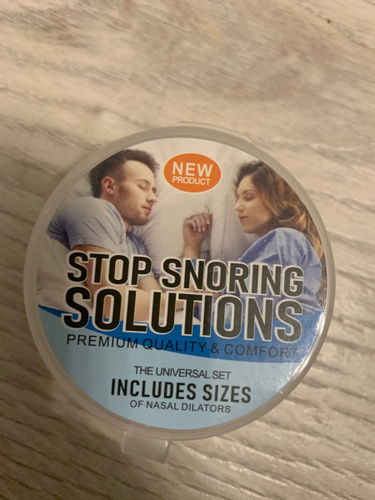 NEW
PRODUCT
STOP SNORING
SOLUTIONS
PREMIUM QUALITY & COMFORT
THE UNIVERSAL SET
INCLUDES SIZES
OF NASAL DILATORS